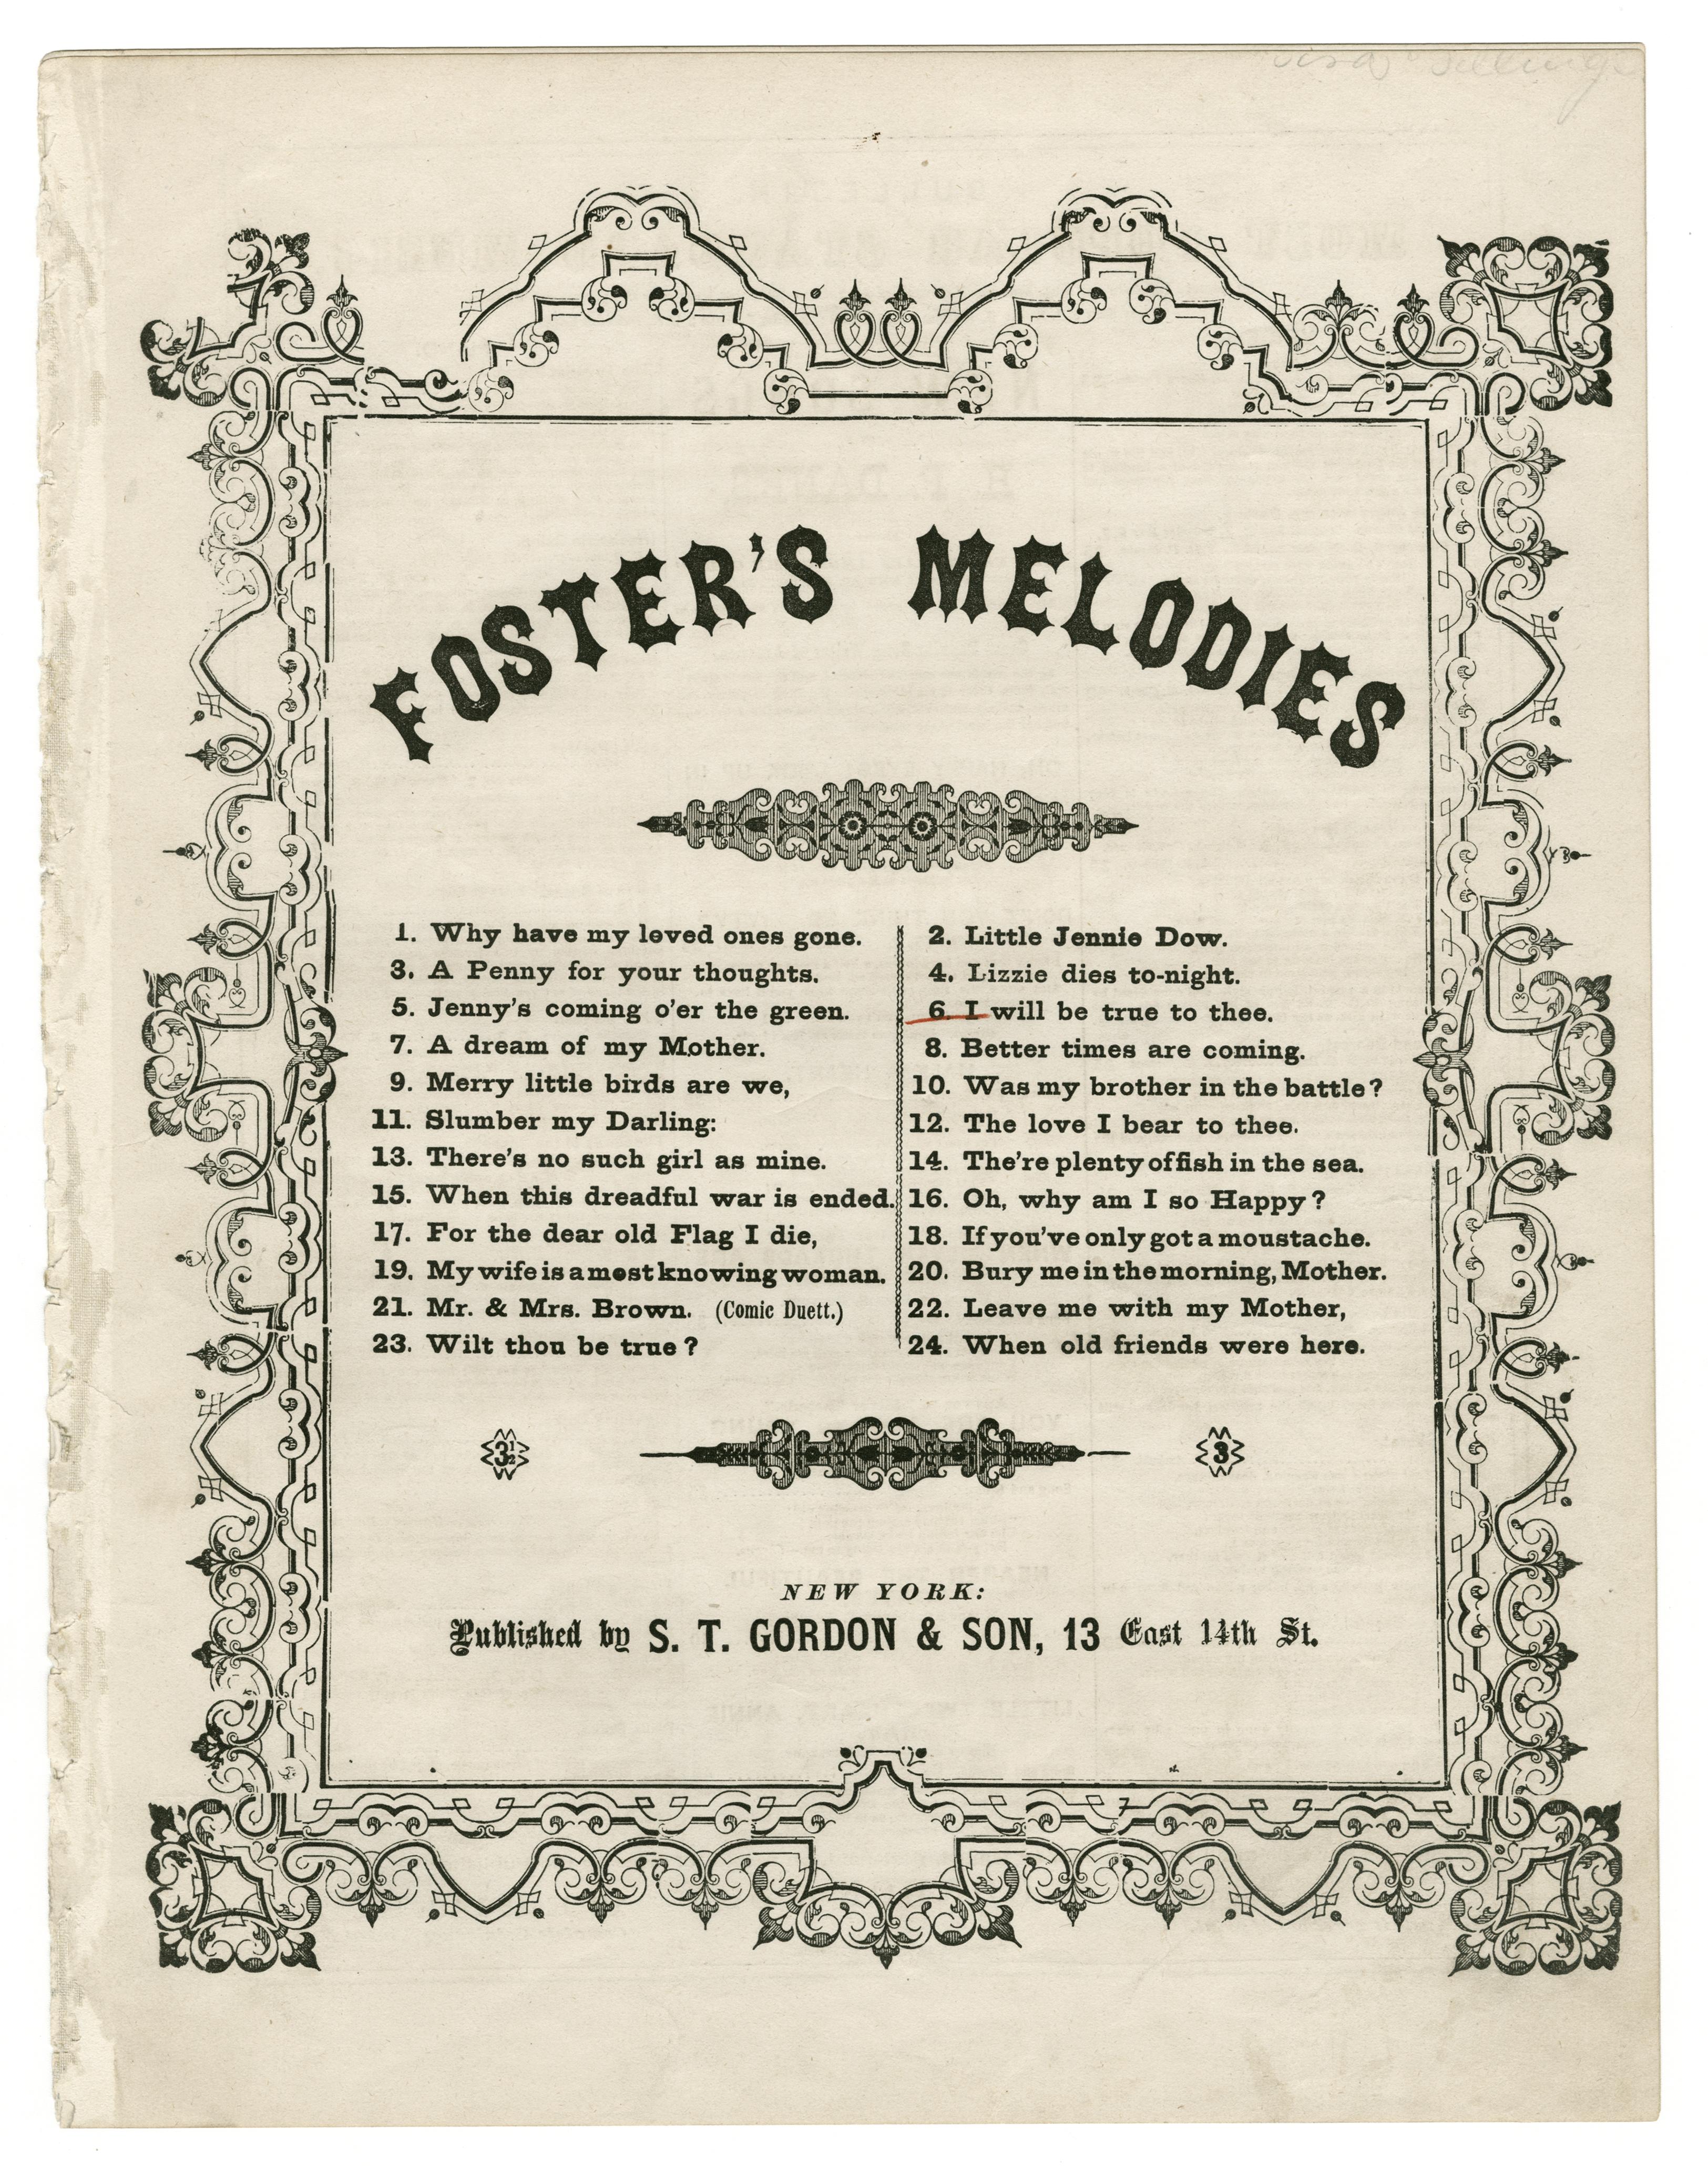 FOSTER'S MELODIES
1. Why have my loved ones gone.
2. Little Jennie Dow.
3. A Penny for your thoughts.
4. Lizzie dies to-night.
5. Jenny's coming o'er the green.
6. I will be true to thee.
7. A dream of my Mother.
8. Better times are coming.
9. Merry little birds are we,
10. Was my brother in the battle?
11. Slumber my Darling:
12. The love I bear to thee.
13. There's no such girl as mine.
14. The're plenty of fish in the sea.
15. When this dreadful war is ended.
16. Oh, why am I so Happy?
17. For the dear old Flag I die,
18. If you've only got a moustache.
19. My wife is a most knowing woman.
20. Bury me in the morning, Mother.
21. Mr. & Mrs. Brown. (Comic Duett.)
22. Leave me with my Mother,
23. Wilt thou be true?
24. When old friends were here.
3½
3
NEW YORK:
Published by S. T. GORDON & SON, 13 East 14th St.